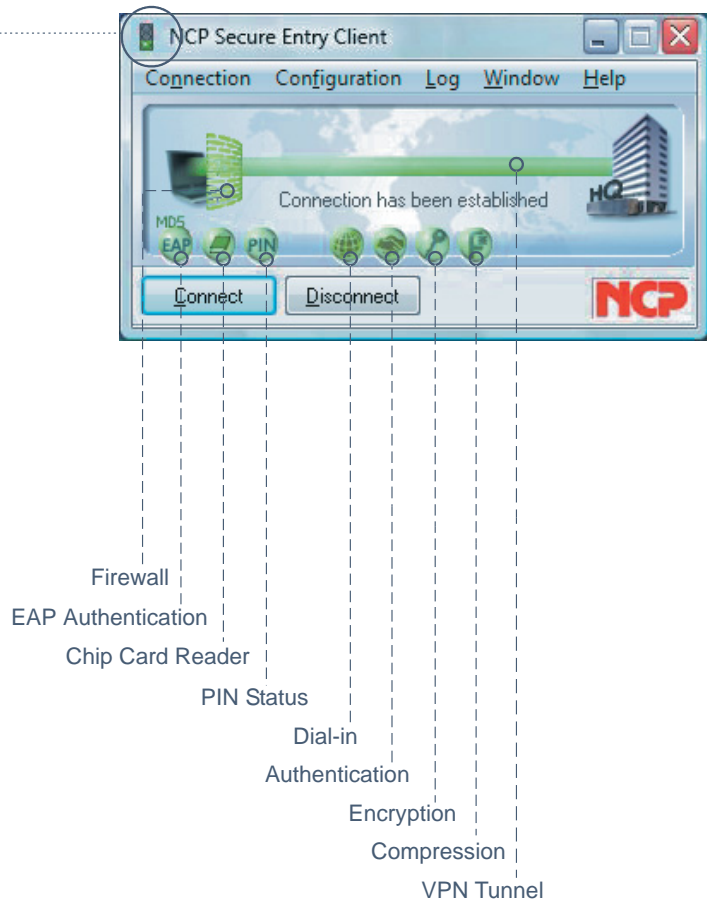 NCP Secure Entry Client
Connection Configuration Log Window Help
Connection has been established
HQ
MD5
EAP PIN
Connect Disconnect
NCP
Firewall
EAP Authentication
Chip Card Reader
PIN Status
Dial-in
Authentication
Encryption
Compression
VPN Tunnel